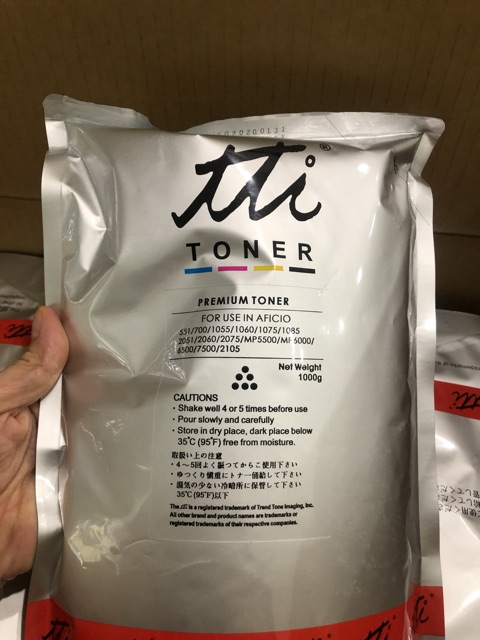 20200131
tti®
TONER
PREMIUM TONER
FOR USE IN AFICIO
551/700/1055/1060/1075/1085
2051/2060/2075/MP5500/MP6000/
6500/7500/2105
Net Weight
1000g
CAUTIONS
· Shake well 4 or 5 times before use
· Pour slowly and carefully
· Store in dry place, dark place below
35℃ (95℉) free from moisture.
取扱い上の注意
・4〜5回よく振ってからご使用下さい
・ゆっくり慎重にトナー補給して下さい
・湿気の少ない冷暗所に保管して下さい
35℃ (95℉)以下
The tti is a registered trademark of Trend Tone Imaging, Inc.
All other brand and product names are trademarks or
registered trademarks of their respective companies.
tti